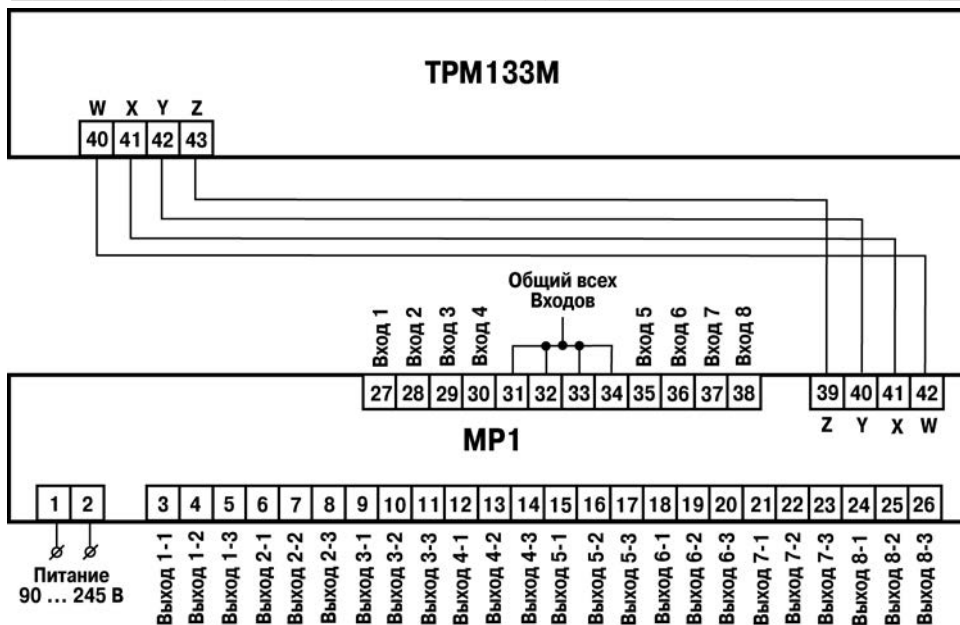 ТРМ133М
W X Y Z
40 41 42 43
Общий всех
Входов
Вход 1
Вход 2
Вход 3
Вход 4
Вход 5
Вход 6
Вход 7
Вход 8
27 28 29 30 31 32 33 34 35 36 37 38
39 40 41 42
Z Y X W
МР1
1 2
3 4 5 6 7 8 9 10 11 12 13 14 15 16 17 18 19 20 21 22 23 24 25 26
Питание
90 ... 245 В
Выход 1-1
Выход 1-2
Выход 1-3
Выход 2-1
Выход 2-2
Выход 2-3
Выход 3-1
Выход 3-2
Выход 3-3
Выход 4-1
Выход 4-2
Выход 4-3
Выход 5-1
Выход 5-2
Выход 5-3
Выход 6-1
Выход 6-2
Выход 6-3
Выход 7-1
Выход 7-2
Выход 7-3
Выход 8-1
Выход 8-2
Выход 8-3